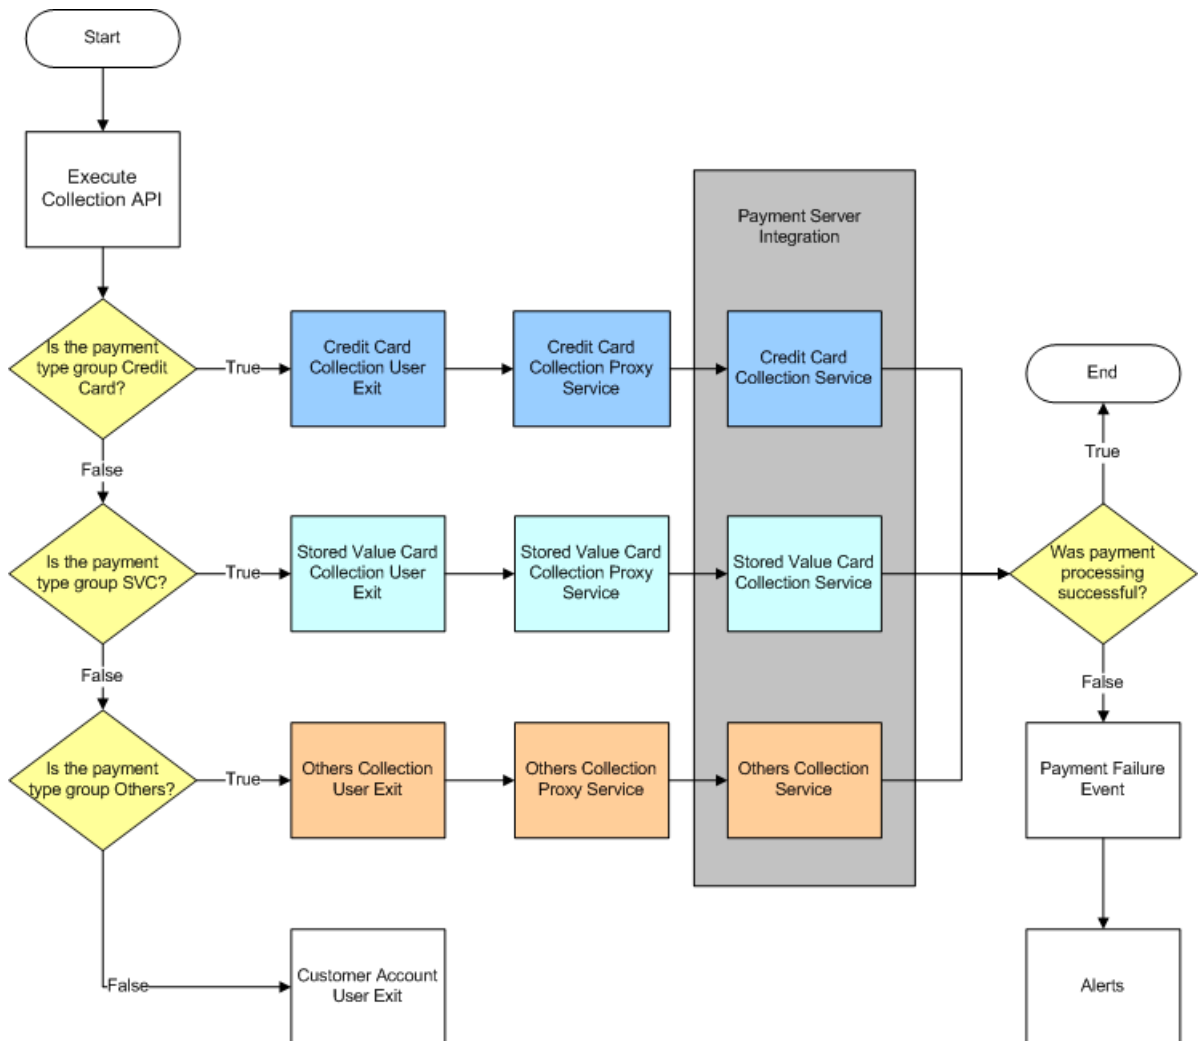 Start
Execute
Collection API
Payment Server
Integration
Is the payment
type group Credit
Card?
True
Credit Card
Collection User
Exit
Credit Card
Collection Proxy
Service
Credit Card
Collection Service
End
True
False
Is the payment
type group SVC?
True
Stored Value Card
Collection User
Exit
Stored Value Card
Collection Proxy
Service
Stored Value Card
Collection Service
Was payment
processing
successful?
False
False
Is the payment
type group Others?
True
Others Collection
User Exit
Others Collection
Proxy Service
Others Collection
Service
Payment Failure
Event
False
Customer Account
User Exit
Alerts